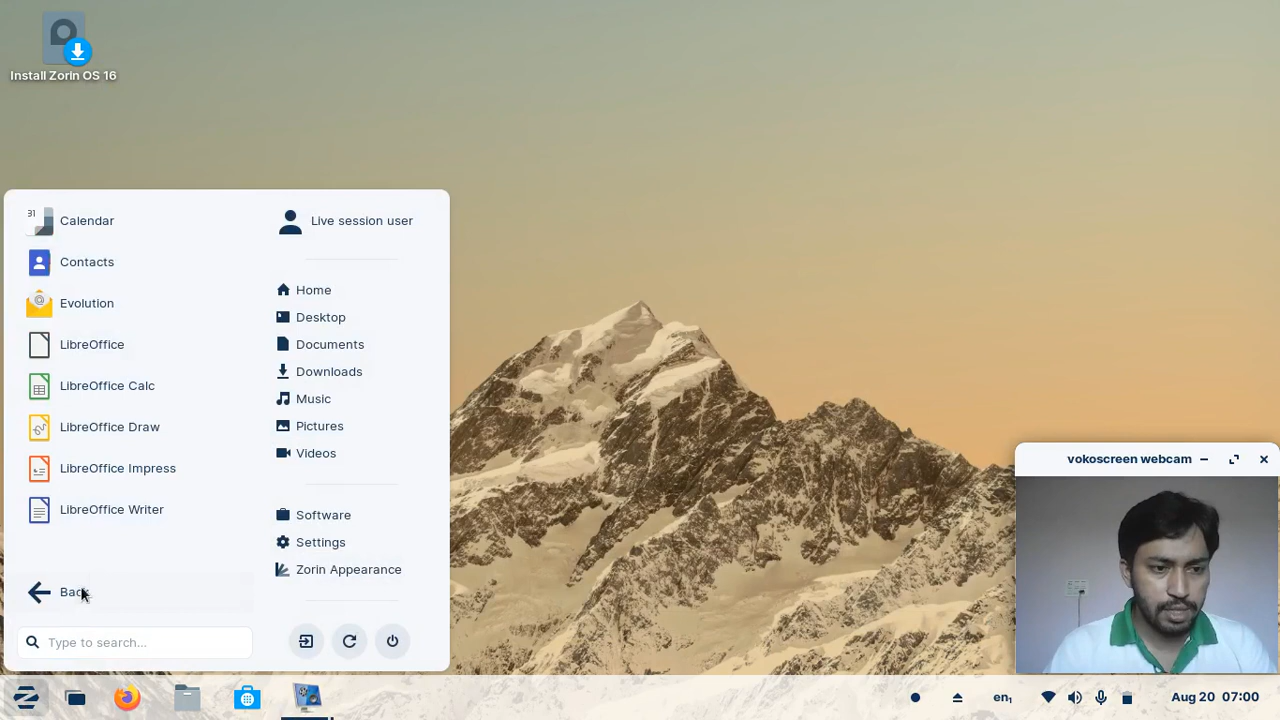 Install Zorin OS 16
31
Calendar
Contacts
Evolution
LibreOffice
LibreOffice Calc
LibreOffice Draw
LibreOffice Impress
LibreOffice Writer
Back
Type to search...
Live session user
Home
Desktop
Documents
Downloads
Music
Pictures
Videos
Software
Settings
Zorin Appearance
vokoscreen webcam
en1
Aug 20 07:00